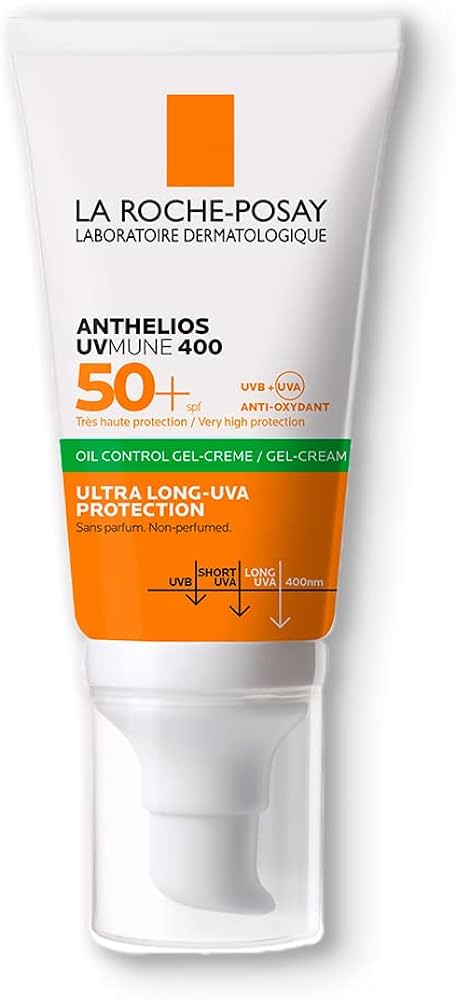 LA ROCHE-POSAY
LABORATOIRE DERMATOLOGIQUE
ANTHELIOS
UVMUNE 400
50+ spf
UVB + UVA
ANTI-OXYDANT
Très haute protection / Very high protection
OIL CONTROL GEL-CREME / GEL-CREAM
ULTRA LONG-UVA
PROTECTION
Sans parfum. Non-perfumed.
UVB
SHORT
UVA
LONG
UVA
400nm